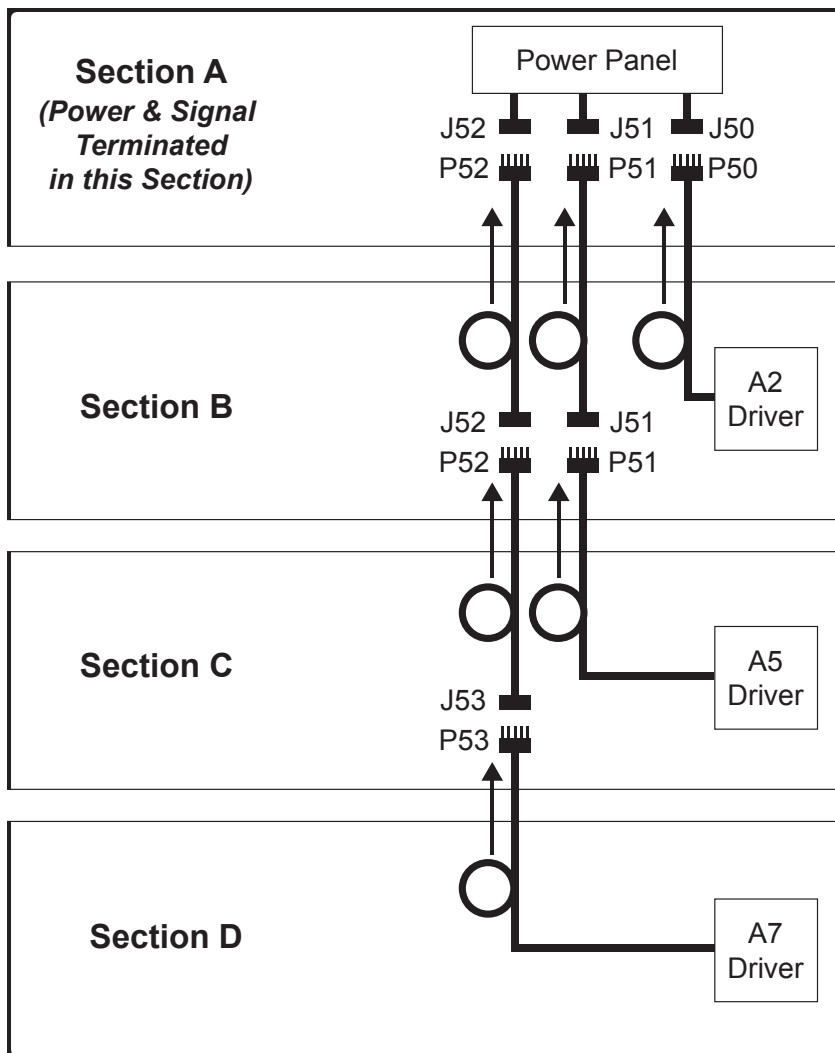 Power Panel
Section A
(Power & Signal
Terminated
in this Section)
J52
J51
J50
P52
P51
P50
Section B
A2
Driver
J52
J51
P52
P51
Section C
A5
Driver
J53
P53
Section D
A7
Driver